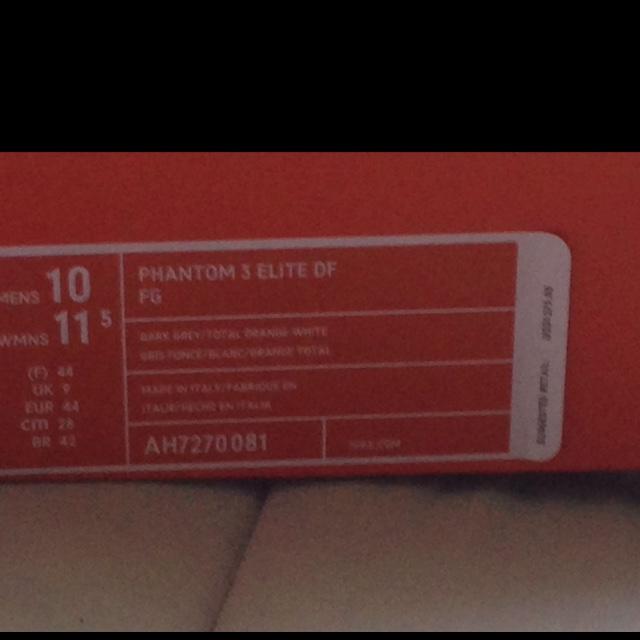 MENS 10
WMNS 11 5
(F) 44
UK 9
EUR 44
cm 28
BR 42
PHANTOM 3 ELITE DF
FG
DARK GREY/TOTAL ORANGE-WHITE
GRIS FONCE/BLANC/ORANGE TOTAL
MADE IN ITALY/FABRIQUE EN
ITALIE/HECHO EN ITALIA
AH7270 081
SUGGESTED RETAIL